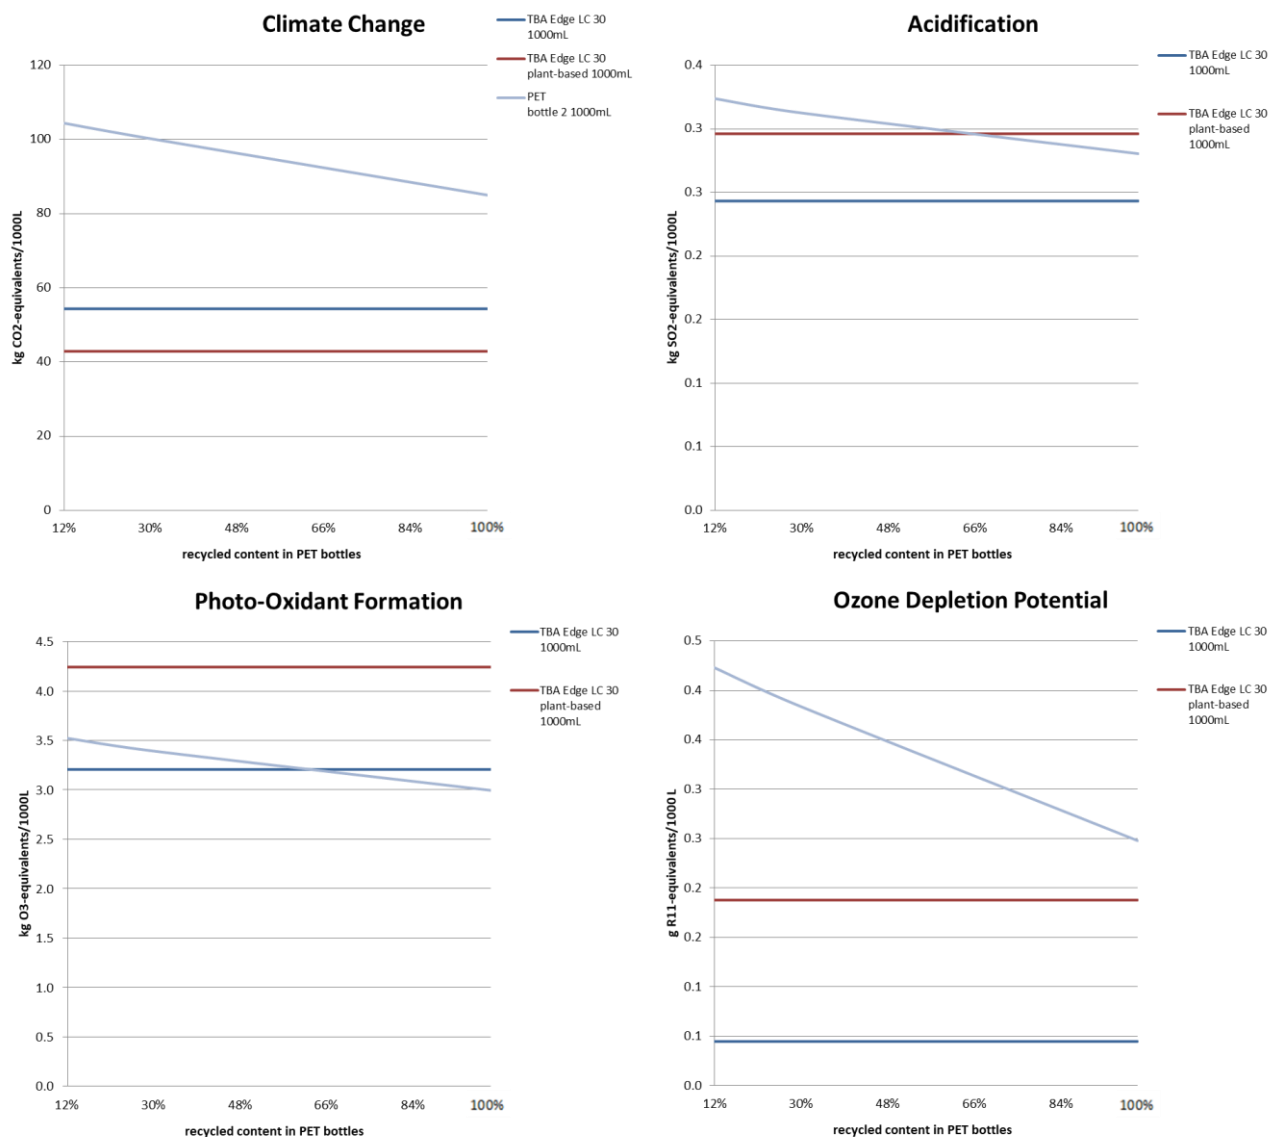 Climate Change
TBA Edge LC 30
1000mL
TBA Edge LC 30
plant-based 1000mL
PET
bottle 2 1000mL
kg CO2-equivalents/1000L
120
100
80
60
40
20
0
12% 30% 48% 66% 84% 100%
recycled content in PET bottles
Acidification
TBA Edge LC 30
1000mL
TBA Edge LC 30
plant-based
1000mL
kg SO2-equivalents/1000L
0.4
0.3
0.3
0.2
0.2
0.1
0.1
0.0
12% 30% 48% 66% 84% 100%
recycled content in PET bottles
Photo-Oxidant Formation
TBA Edge LC 30
1000mL
TBA Edge LC 30
plant-based
1000mL
kg O3-equivalents/1000L
4.5
4.0
3.5
3.0
2.5
2.0
1.5
1.0
0.5
0.0
12% 30% 48% 66% 84% 100%
recycled content in PET bottles
Ozone Depletion Potential
TBA Edge LC 30
1000mL
TBA Edge LC 30
plant-based
1000mL
g R11-equivalents/1000 L
0.5
0.4
0.4
0.3
0.3
0.2
0.2
0.1
0.1
0.0
12% 30% 48% 66% 84% 100%
recycled content in PET bottles